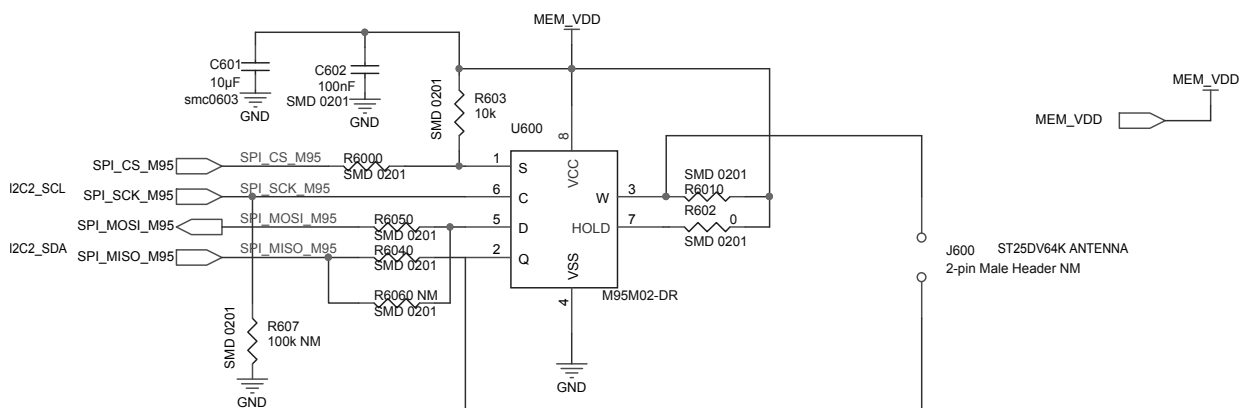 MEM_VDD
C601
10µF
smc0603
GND
C602
100nF
SMD 0201
GND
SMD 0201
R603
10k
MEM_VDD
MEM_VDD
U600
8
VCC
SPI_CS_M95
SPI_CS_M95
R6000
SMD 0201
1
S
I2C2_SCL
SPI_SCK_M95
SPI_SCK_M95
6
C
W
3
SMD 0201
R6010
SPI_MOSI_M95
SPI_MOSI_M95
R6050
SMD 0201
5
D
HOLD
7
R602
0
SMD 0201
I2C2_SDA
SPI_MISO_M95
SPI_MISO_M95
R6040
SMD 0201
2
Q
VSS
4
M95M02-DR
R6060 NM
SMD 0201
J600
ST25DV64K ANTENNA
2-pin Male Header NM
SMD 0201
R607
100k NM
GND
GND